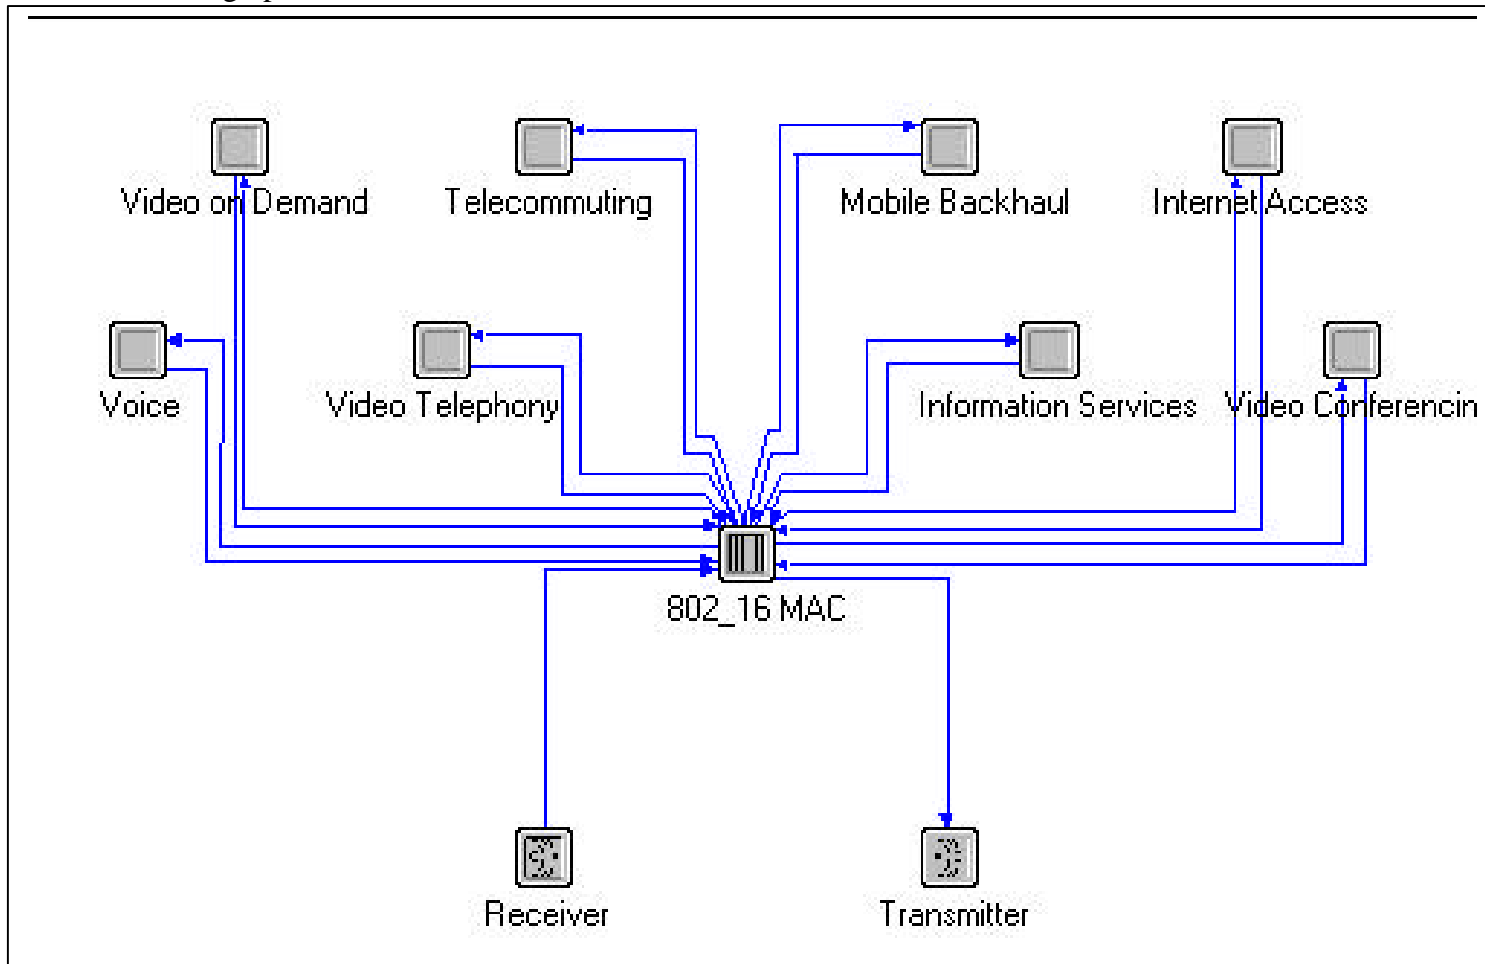 Video on Demand
Telecommuting
Mobile Backhaul
Internet Access
Voice
Video Telephony
Information Services
Video Conferencin
802_16 MAC
Receiver
Transmitter